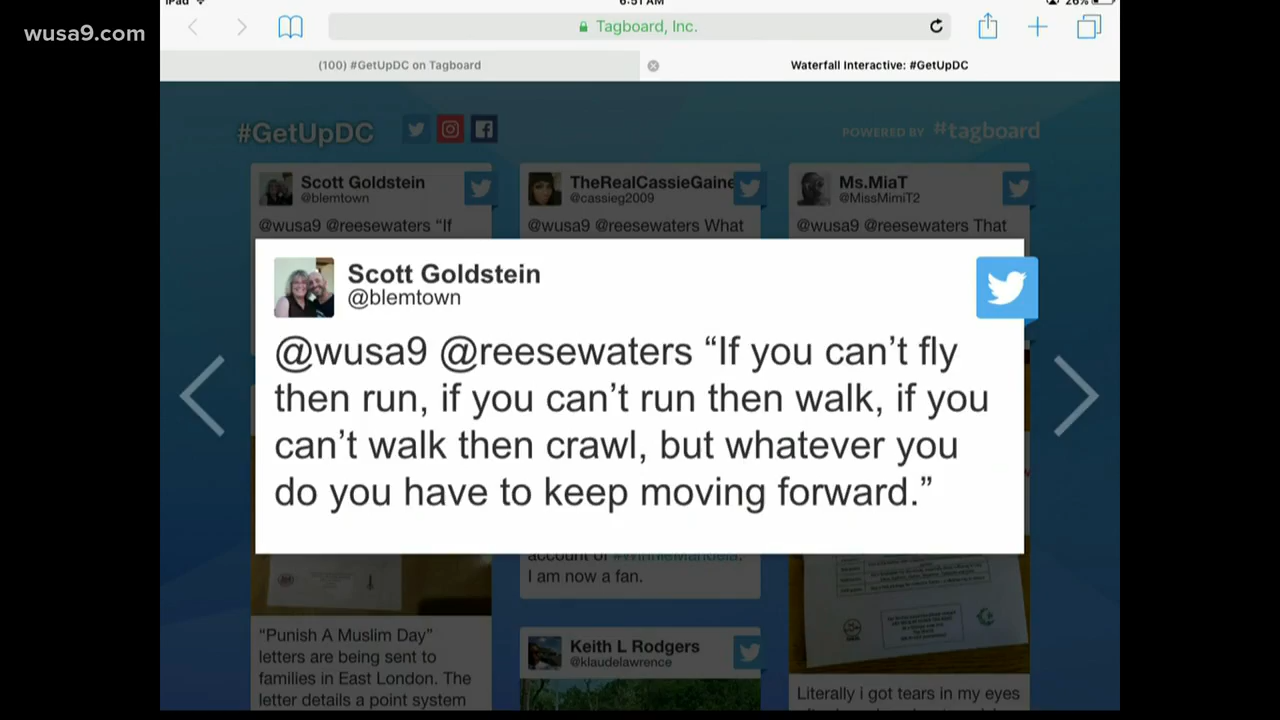 wusa9.com
iPad
6:51 AM
26%
Tagboard, Inc.
(100) #GetUpDC on Tagboard
Waterfall Interactive: #GetUpDC
#GetUpDC
POWERED BY #tagboard
Scott Goldstein
@blemtown
@wusa9 @reesewaters “If
TheRealCassieGaine
@cassieg2009
@wusa9 @reesewaters What
Ms.MiaT
@MissMimiT2
@wusa9 @reesewaters That
Scott Goldstein
@blemtown
@wusa9 @reesewaters “If you can’t fly
then run, if you can’t run then walk, if you
can’t walk then crawl, but whatever you
do you have to keep moving forward.”
“Punish A Muslim Day”
letters are being sent to
families in East London. The
letter details a point system
account of #WinnieMandela.
I am now a fan.
Keith L Rodgers
@klaudelawrence
Literally i got tears in my eyes